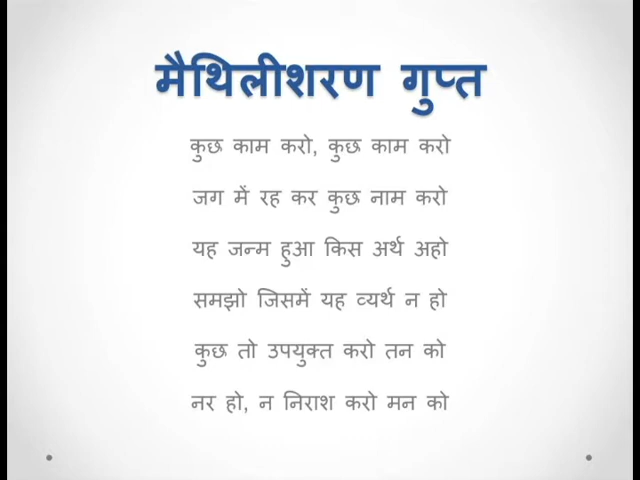 मैथिलीशरण गुप्त
कुछ काम करो, कुछ काम करो
जग में रह कर कुछ नाम करो
यह जन्म हुआ किस अर्थ अहो
समझो जिसमें यह व्यर्थ न हो
कुछ तो उपयुक्त करो तन को
नर हो, न निराश करो मन को